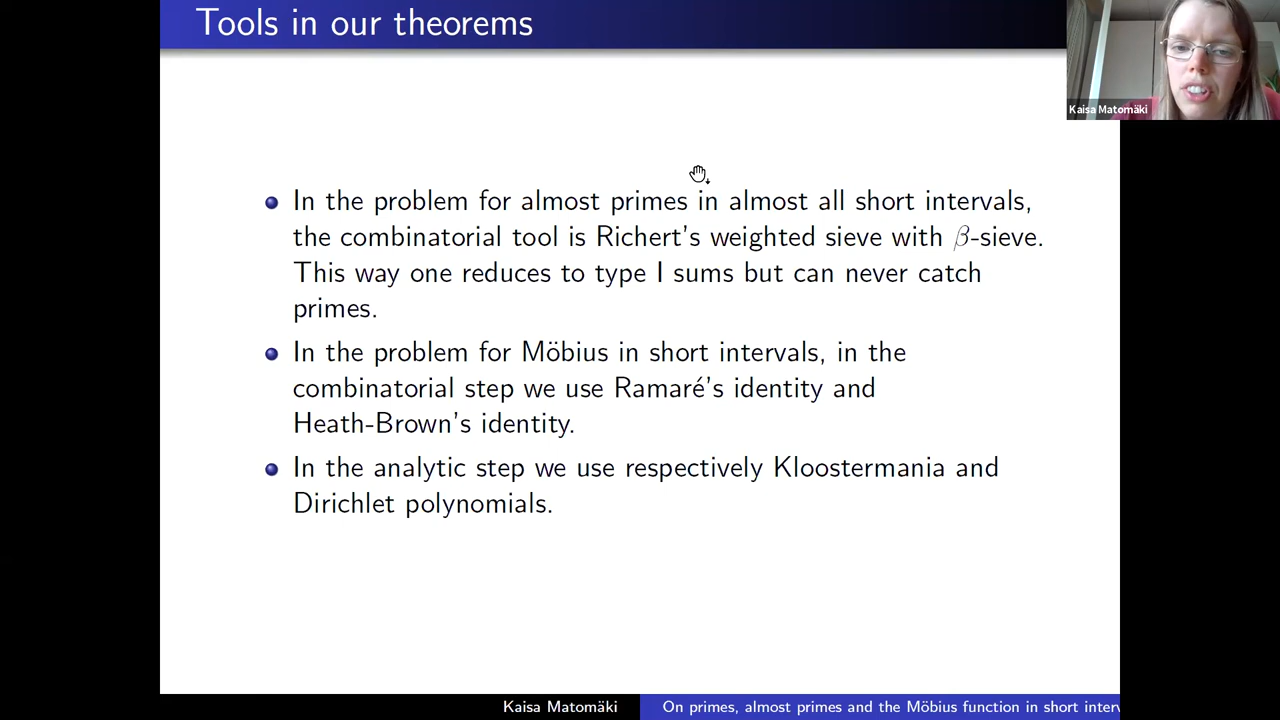 Tools in our theorems
Kaisa Matomäki
In the problem for almost primes in almost all short intervals,
the combinatorial tool is Richert's weighted sieve with β-sieve.
This way one reduces to type I sums but can never catch
primes.
In the problem for Möbius in short intervals, in the
combinatorial step we use Ramaré's identity and
Heath-Brown's identity.
In the analytic step we use respectively Kloostermania and
Dirichlet polynomials.
Kaisa Matomäki
On primes, almost primes and the Möbius function in short interv